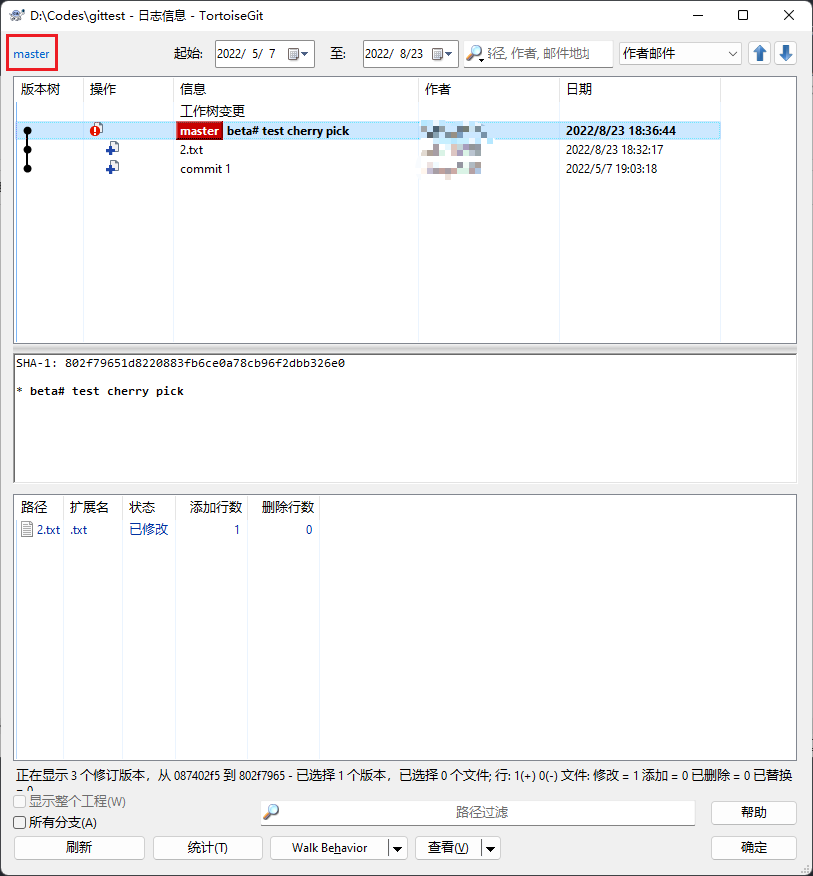 D:\Codes\gittest - 日志信息 - TortoiseGit
master 起始: 2022/ 5/ 7 至: 2022/ 8/23 径, 作者, 邮件地址 作者邮件
版本树 操作 信息 作者 日期
工作树变更
master beta# test cherry pick 2022/8/23 18:36:44
2.txt 2022/8/23 18:32:17
commit 1 2022/5/7 19:03:18
SHA-1: 802f79651d8220883fb6ce0a78cb96f2dbb326e0
* beta# test cherry pick
路径 扩展名 状态 添加行数 删除行数
2.txt .txt 已修改 1 0
正在显示 3 个修订版本，从 087402f5 到 802f7965 - 已选择 1 个版本，已选择 0 个文件; 行: 1(+) 0(-) 文件: 修改 = 1 添加 = 0 已删除 = 0 已替换
= 0
显示整个工程(W)
路径过滤 帮助
所有分支(A)
刷新 统计(T) Walk Behavior 查看(V) 确定